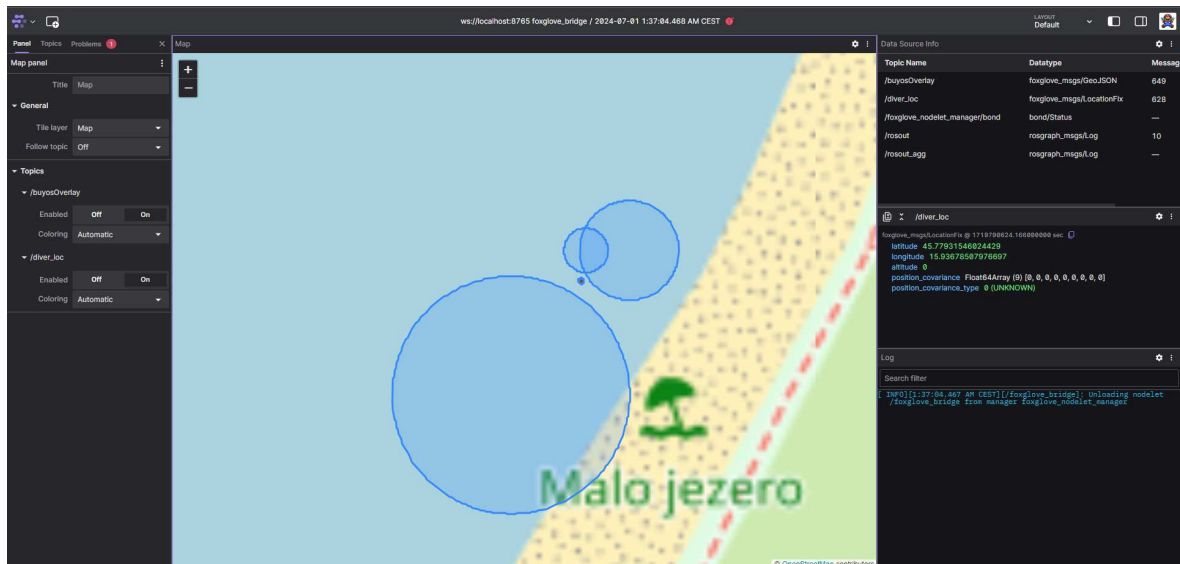 ws://localhost:8765 foxglove_bridge / 2024-07-01 1:37:04.468 AM CEST
LAYOUT
Default
Panel Topics Problems 1
Map panel
Title Map
General
Tile layer Map
Follow topic Off
Topics
/buyosOverlay
Enabled Off On
Coloring Automatic
/diver_loc
Enabled Off On
Coloring Automatic
Map
+
−
Malo jezero
© OpenStreetMap contributors
Data Source Info
Topic Name Datatype Messag
/buyosOverlay foxglove_msgs/GeoJSON 649
/diver_loc foxglove_msgs/LocationFix 628
/foxglove_nodelet_manager/bond bond/Status —
/rosout rosgraph_msgs/Log 10
/rosout_agg rosgraph_msgs/Log —
/diver_loc
foxglove_msgs/LocationFix @ 1719790624.166000000 sec
latitude 45.77931546024429
longitude 15.93678507976697
altitude 0
position_covariance Float64Array (9) [0, 0, 0, 0, 0, 0, 0, 0, 0]
position_covariance_type 0 (UNKNOWN)
Log
Search filter
[ INFO][1:37:04.467 AM CEST][/foxglove_bridge]: Unloading nodelet
/foxglove_bridge from manager foxglove_nodelet_manager